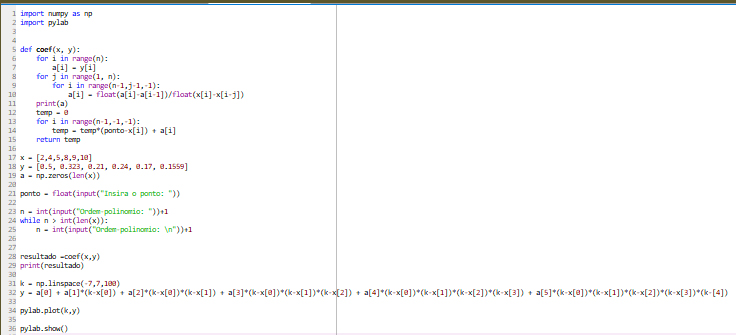 1 import numpy as np
2 import pylab
3
4
5 def coef(x, y):
6     for i in range(n):
7         a[i] = y[i]
8     for j in range(1, n):
9         for i in range(n-1,j-1,-1):
10             a[i] = float(a[i]-a[i-1])/float(x[i]-x[i-j])
11     print(a)
12     temp = 0
13     for i in range(n-1,-1,-1):
14         temp = temp*(ponto-x[i]) + a[i]
15     return temp
16
17 x = [2,4,5,8,9,10]
18 y = [0.5, 0.323, 0.21, 0.24, 0.17, 0.1559]
19 a = np.zeros(len(x))
20
21 ponto = float(input("Insira o ponto: "))
22
23 n = int(input("Ordem-polinomio: "))+1
24 while n > int(len(x)):
25     n = int(input("Ordem-polinomio: \n"))+1
26
27
28 resultado =coef(x,y)
29 print(resultado)
30
31 k = np.linspace(-7,7,100)
32 y = a[0] + a[1]*(k-x[0]) + a[2]*(k-x[0])*(k-x[1]) + a[3]*(k-x[0])*(k-x[1])*(k-x[2]) + a[4]*(k-x[0])*(k-x[1])*(k-x[2])*(k-x[3]) + a[5]*(k-x[0])*(k-x[1])*(k-x[2])*(k-x[3])*(k-[4])
33
34 pylab.plot(k,y)
35
36 pylab.show()